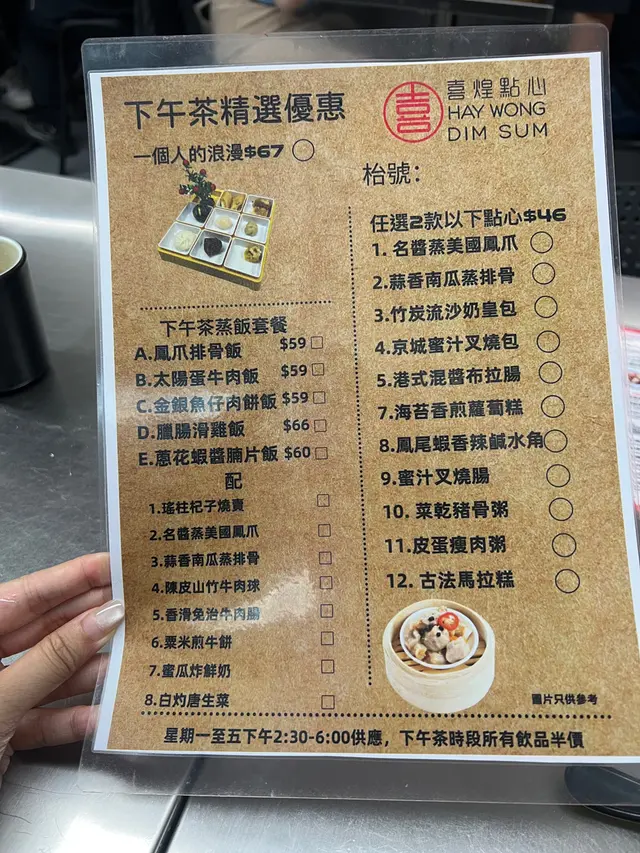 下午茶精選優惠
喜煌點心
HAY WONG
DIM SUM
一個人的浪漫$67
枱號：
下午茶蒸飯套餐
A.鳳爪排骨飯 $59
B.太陽蛋牛肉飯 $59
C.金銀魚仔肉餅飯 $59
D.臘腸滑雞飯 $66
E.蔥花蝦醬腩片飯 $60
配
1.瑤柱杞子燒賣
2.名醬蒸美國鳳爪
3.蒜香南瓜蒸排骨
4.陳皮山竹牛肉球
5.香滑免治牛肉腸
6.粟米煎牛餅
7.蜜瓜炸鮮奶
8.白灼唐生菜
任選2款以下點心$46
1. 名醬蒸美國鳳爪
2.蒜香南瓜蒸排骨
3.竹炭流沙奶皇包
4.京城蜜汁叉燒包
5.港式混醬布拉腸
7.海苔香煎蘿蔔糕
8.鳳尾蝦香辣鹹水角
9.蜜汁叉燒腸
10. 菜乾豬骨粥
11.皮蛋瘦肉粥
12. 古法馬拉糕
圖片只供參考
星期一至五下午2:30-6:00供應，下午茶時段所有飲品半價